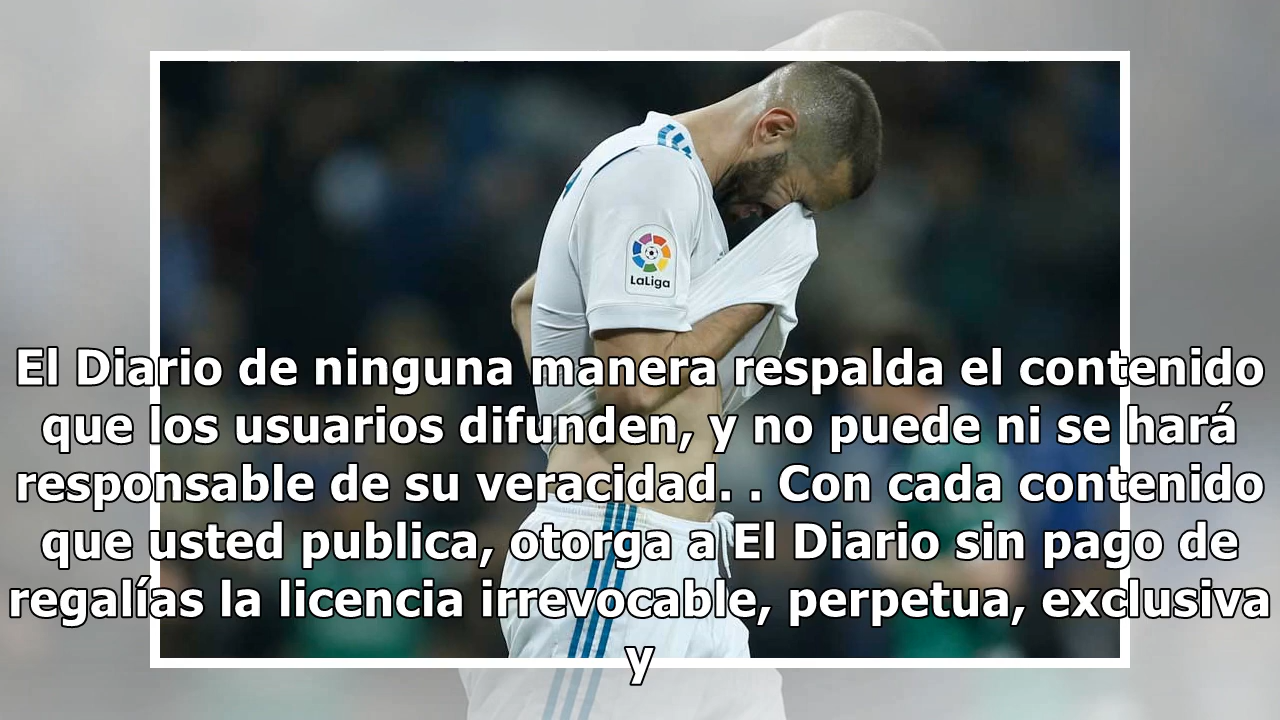 LaLiga
El Diario de ninguna manera respalda el contenido
que los usuarios difunden, y no puede ni se hará
responsable de su veracidad. . Con cada contenido
que usted publica, otorga a El Diario sin pago de
regalías la licencia irrevocable, perpetua, exclusiva
y